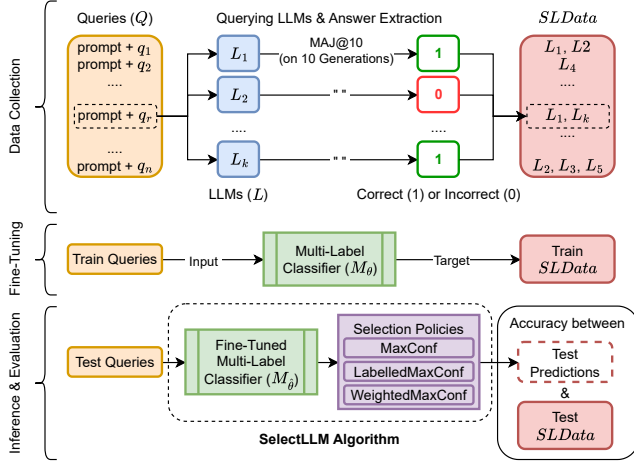 Queries (Q)
Querying LLMs & Answer Extraction
SLData
Data Collection
prompt + q₁
prompt + q₂
....
prompt + qᵣ
....
prompt + qₙ
L₁
MAJ@10
(on 10 Generations)
1
L₂
" "
0
....
....
Lₖ
" "
1
LLMs (L)
Correct (1) or Incorrect (0)
L₁, L2
L₄
....
L₁, Lₖ
....
L₂, L₃, L₅
Fine-Tuning
Train Queries
Input
Multi-Label
Classifier (M_θ)
Target
Train
SLData
Inference & Evaluation
Test Queries
Fine-Tuned
Multi-Label
Classifier (M_θ̂)
Selection Policies
MaxConf
LabelledMaxConf
WeightedMaxConf
SelectLLM Algorithm
Accuracy between
Test
Predictions
&
Test
SLData